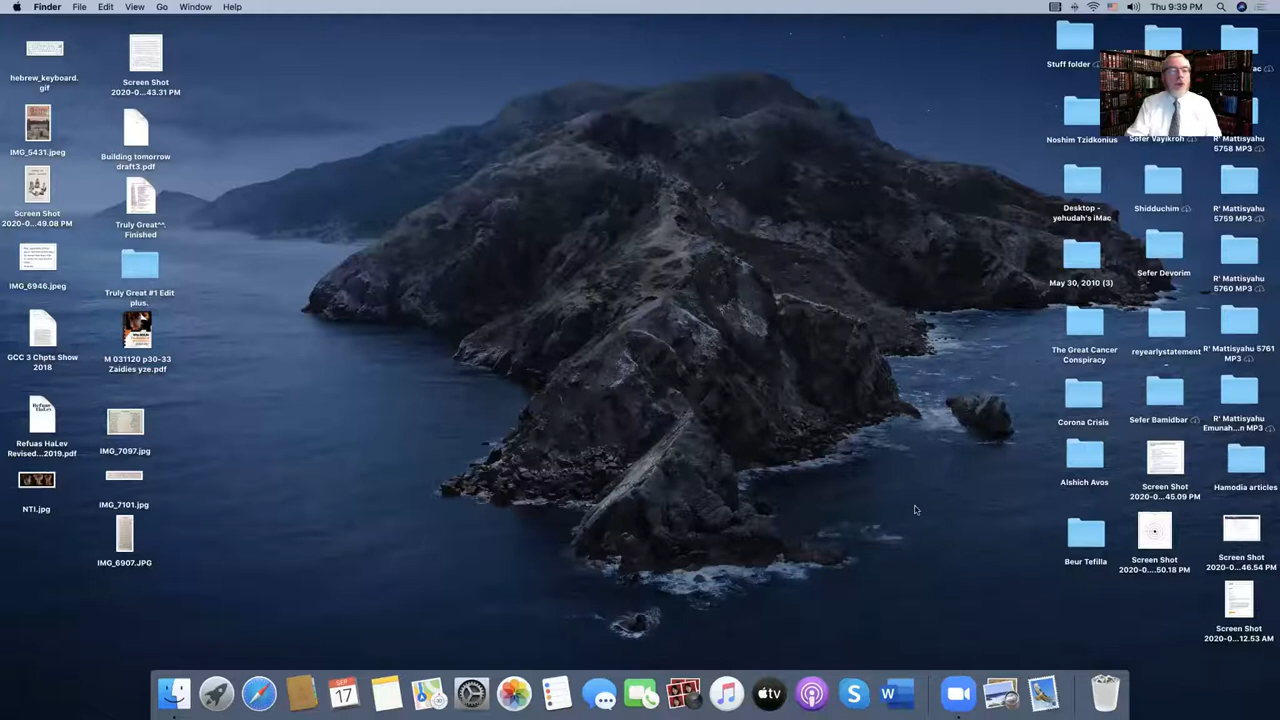 Finder File Edit View Go Window Help
Thu 9:39 PM
hebrew_keyboard.
gif
Screen Shot
2020-0...43.31 PM
IMG_5431.jpeg
Building tomorrow
draft3.pdf
Screen Shot
2020-0...49.08 PM
Truly Great^^.
Finished
IMG_6946.jpeg
Truly Great #1 Edit
plus.
GCC 3 Chpts Show
2018
M 031120 p30-33
Zaidies yze.pdf
Refuas HaLev
Revised...2019.pdf
IMG_7097.jpg
NTI.jpg
IMG_7101.jpg
IMG_6907.JPG
Stuff folder
Noshim Tzidkonius
Sefer Vayikroh
R' Mattisyahu
5758 MP3
Desktop -
yehudah's iMac
Shidduchim
R' Mattisyahu
5759 MP3
May 30, 2010 (3)
Sefer Devorim
R' Mattisyahu
5760 MP3
The Great Cancer
Conspiracy
reyearlystatement
R' Mattisyahu 5761
MP3
Corona Crisis
Sefer Bamidbar
R' Mattisyahu
Emunah...n MP3
Alshich Avos
Screen Shot
2020-0...45.09 PM
Hamodia articles
Beur Tefilla
Screen Shot
2020-0...50.18 PM
Screen Shot
2020-0...46.54 PM
Screen Shot
2020-0...12.53 AM
SEP
17
tv
S
W